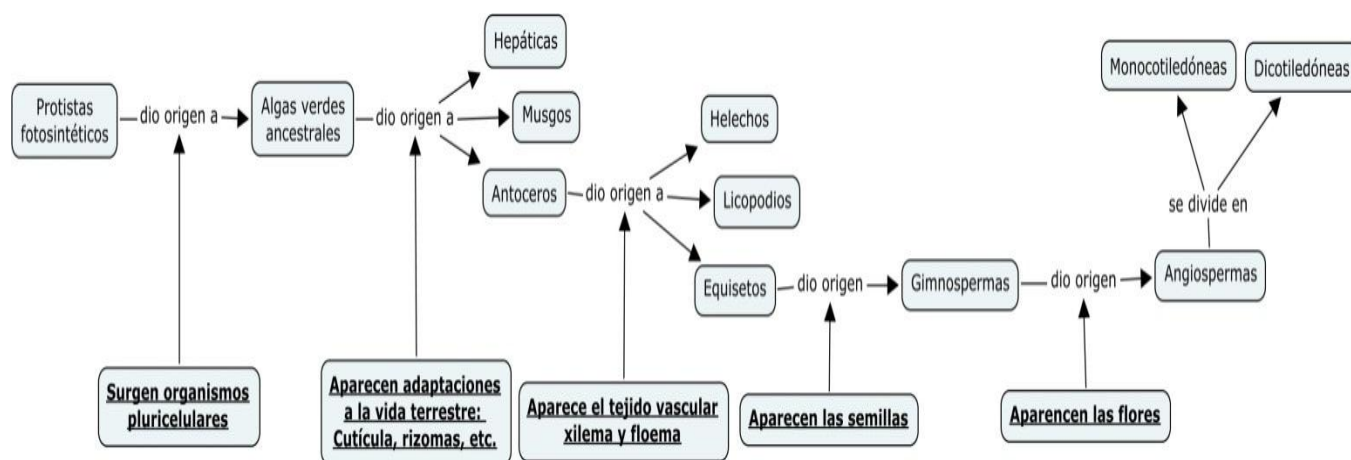 Protistas
fotosintéticos
dio origen a
Algas verdes
ancestrales
dio origen a
Hepáticas
Musgos
Antoceros
dio origen a
Helechos
Licopodios
Equisetos
dio origen
Gimnospermas
dio origen
Angiospermas
se divide en
Monocotiledóneas
Dicotiledóneas
Surgen organismos
pluricelulares
Aparecen adaptaciones
a la vida terrestre:
Cutícula, rizomas, etc.
Aparece el tejido vascular
xilema y floema
Aparecen las semillas
Aparencen las flores